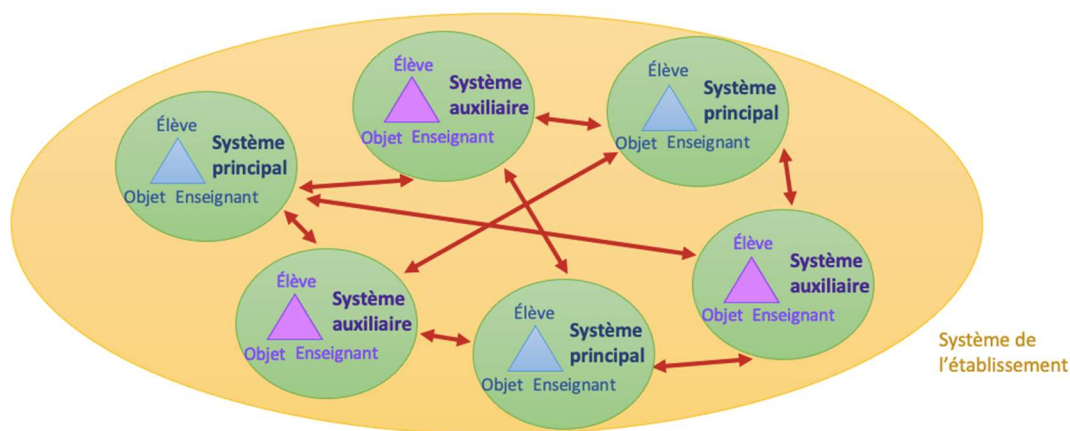 Élève
Système
auxiliaire
Objet Enseignant
Élève
Système
principal
Objet Enseignant
Élève
Système
principal
Objet Enseignant
Élève
Système
auxiliaire
Objet Enseignant
Élève
Système
auxiliaire
Objet Enseignant
Élève
Système
principal
Objet Enseignant
Système de
l'établissement